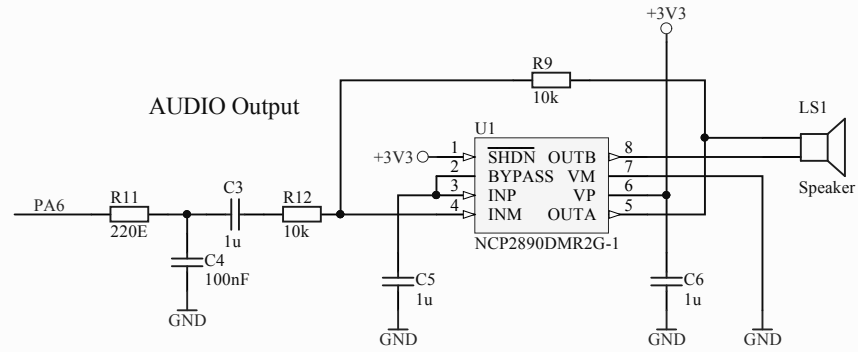 +3V3
R9
10k
AUDIO Output
LS1
Speaker
U1
+3V3
1 SHDN OUTB 8
2 BYPASS VM 7
3 INP VP 6
4 INM OUTA 5
NCP2890DMR2G-1
PA6
R11
220E
C3
1u
R12
10k
C4
100nF
C5
1u
C6
1u
GND
GND
GND
GND